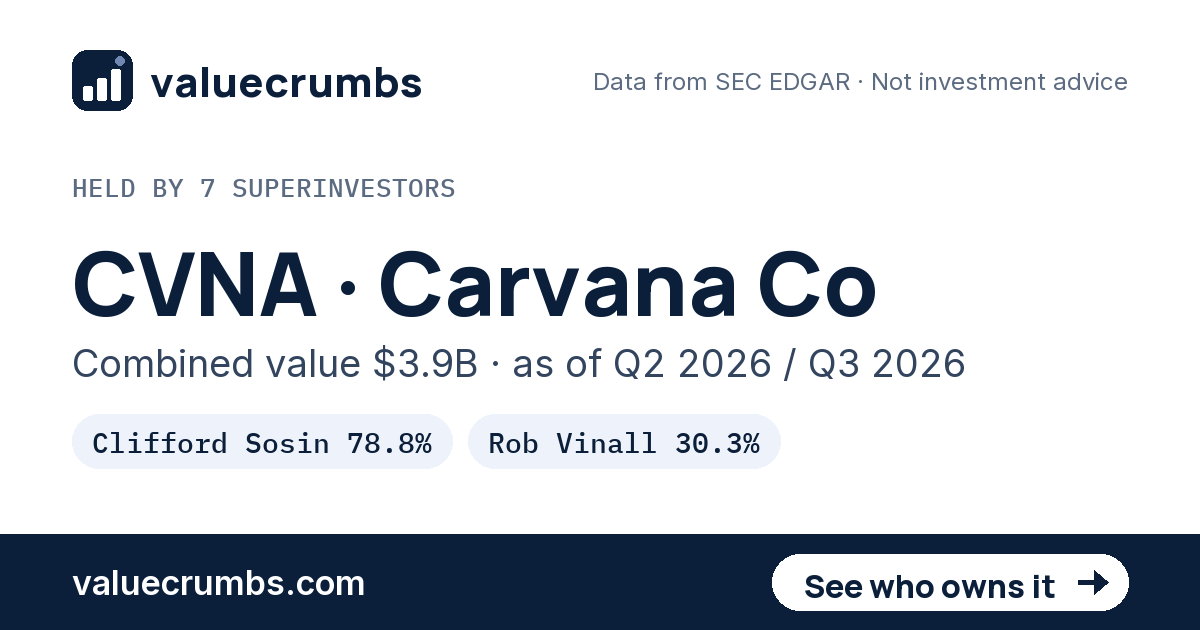 valuecrumbs
Data from SEC EDGAR · Not investment advice
HELD BY 7 SUPERINVESTORS
CVNA · Carvana Co
Combined value $3.9B · as of Q2 2026 / Q3 2026
Clifford Sosin 78.8%
Rob Vinall 30.3%
valuecrumbs.com
See who owns it →